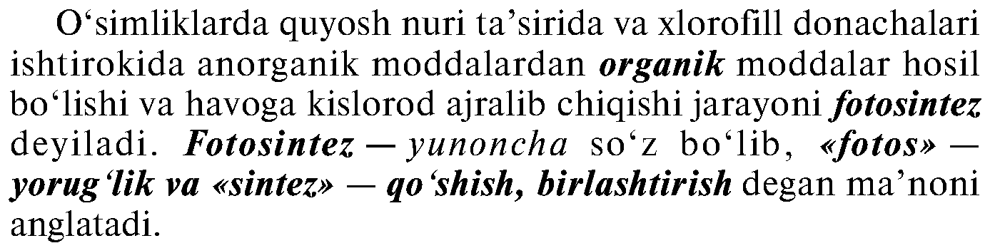 O‘simliklarda quyosh nuri ta’sirida va xlorofill donachalari
ishtirokida anorganik moddalardan organik moddalar hosil
bo‘lishi va havoga kislorod ajralib chiqishi jarayoni fotosintez
deyiladi. Fotosintez — yunoncha so‘z bo‘lib, «fotos» —
yorug‘lik va «sintez» — qo‘shish, birlashtirish degan ma’noni
anglatadi.